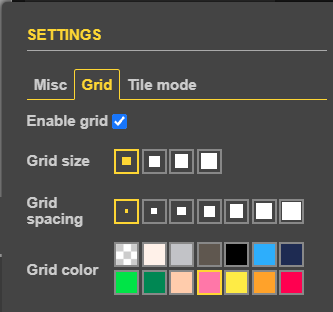 SETTINGS
Misc Grid Tile mode
Enable grid
Grid size
Grid
spacing
Grid color